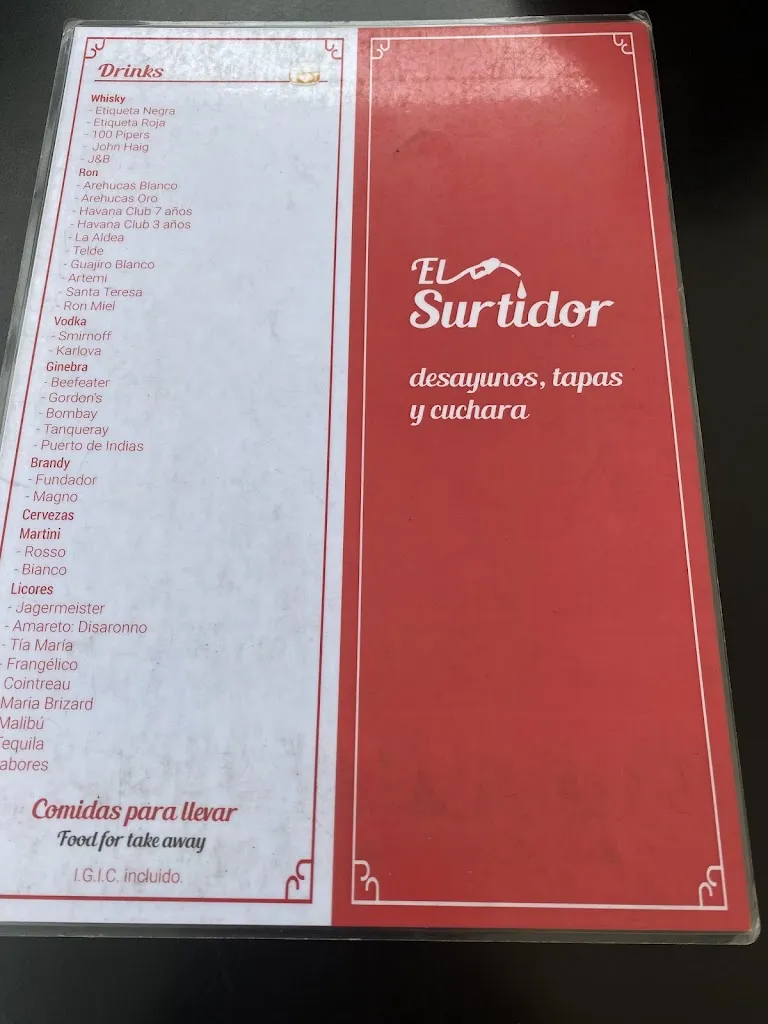 Drinks
Whisky
- Etiqueta Negra
- Etiqueta Roja
- 100 Pipers
- John Haig
- J&B
Ron
- Arehucas Blanco
- Arehucas Oro
- Havana Club 7 años
- Havana Club 3 años
- La Aldea
- Telde
- Guajiro Blanco
- Artemi
- Santa Teresa
- Ron Miel
Vodka
- Smirnoff
- Karlova
Ginebra
- Beefeater
- Gordon's
- Bombay
- Tanqueray
- Puerto de Indias
Brandy
- Fundador
- Magno
Cervezas
Martini
- Rosso
- Bianco
Licores
- Jagermeister
- Amareto: Disaronno
- Tía María
- Frangélico
Cointreau
Maria Brizard
Malibú
Tequila
abores
Comidas para llevar
Food for take away
I.G.I.C. incluido.
El
Surtidor
desayunos, tapas
y cuchara